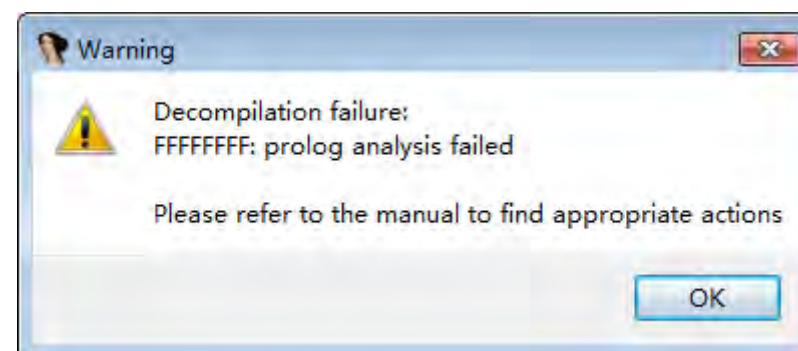 Warning
Decompilation failure:
FFFFFFFF: prolog analysis failed
Please refer to the manual to find appropriate actions
OK